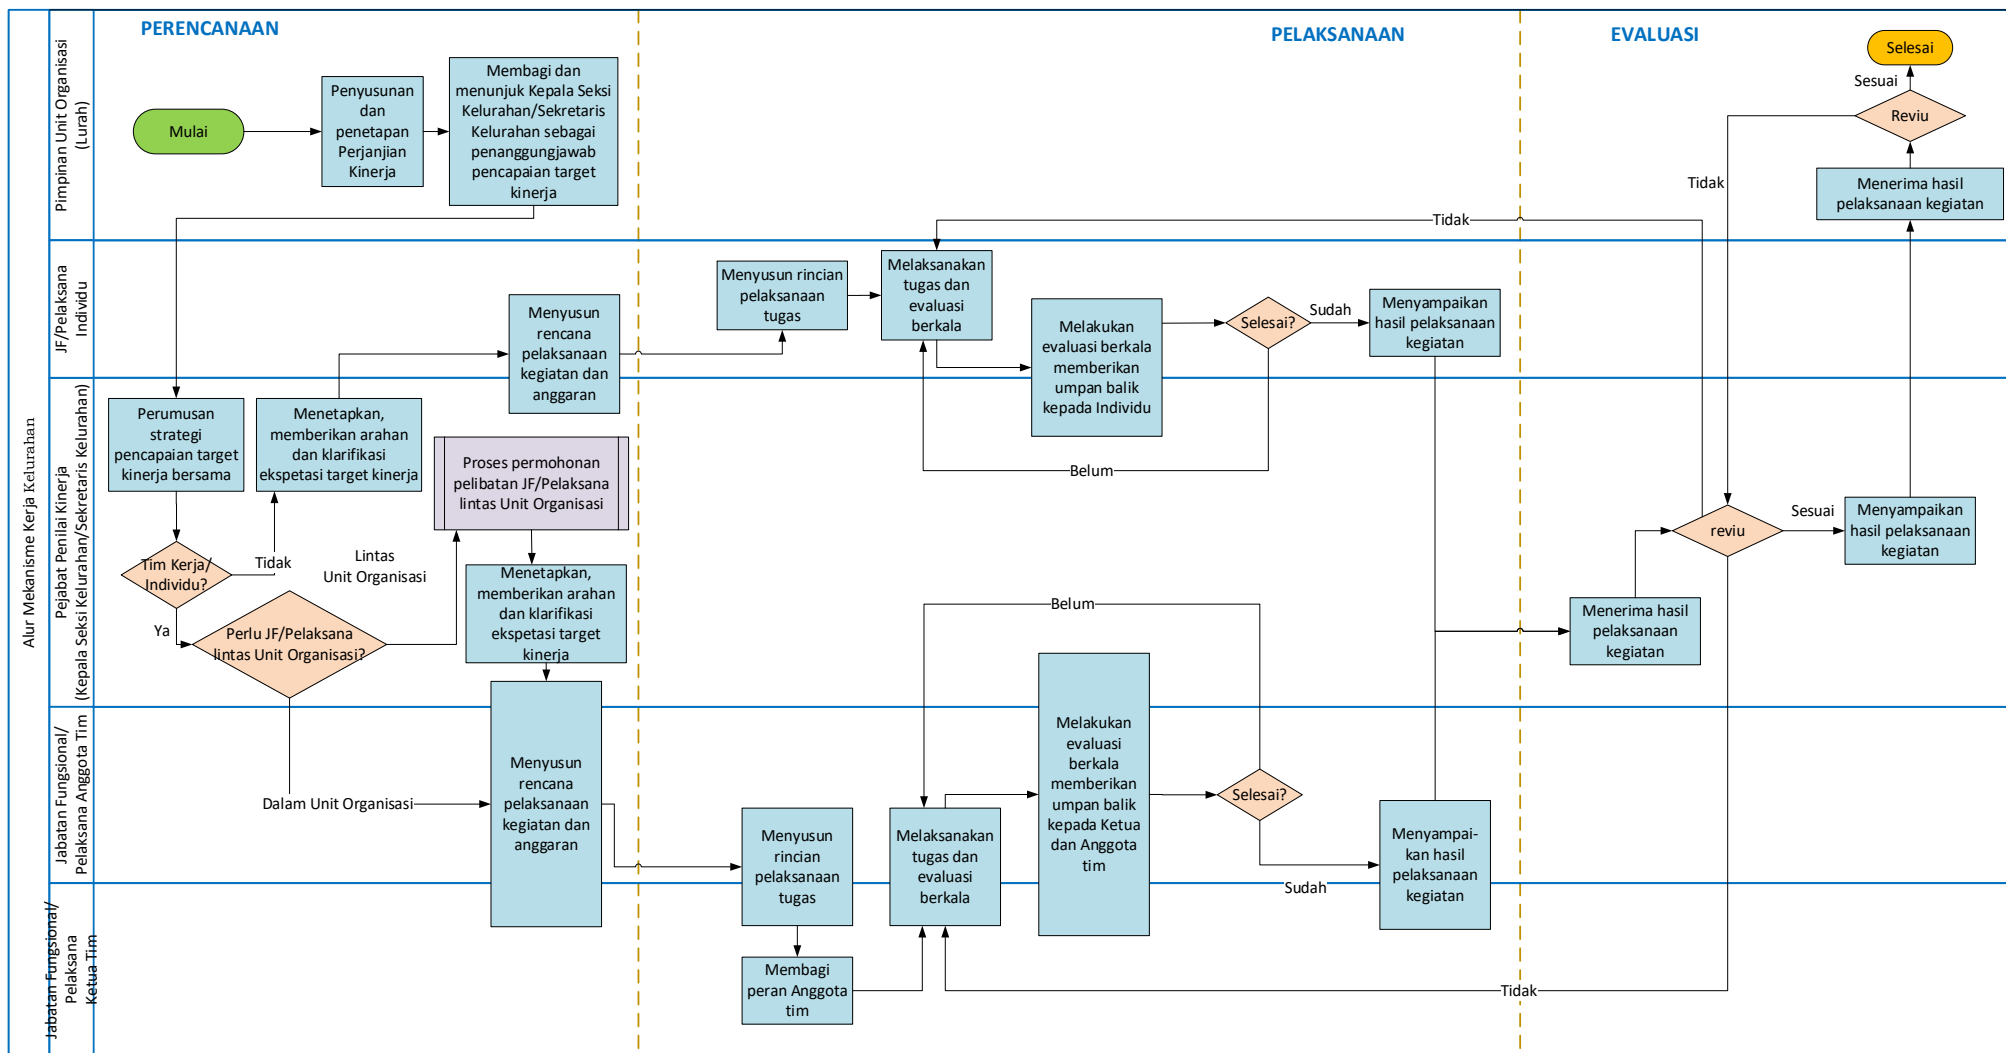 PERENCANAAN
PELAKSANAAN
EVALUASI
Alur Mekanisme Kerja Kelurahan
Pimpinan Unit Organisasi
(Lurah)
Mulai
Penyusunan
dan
penetapan
Perjanjian
Kinerja
Membagi dan
menunjuk Kepala Seksi
Kelurahan/Sekretaris
Kelurahan sebagai
penanggungjawab
pencapaian target
kinerja
Selesai
Sesuai
Reviu
Tidak
Menerima hasil
pelaksanaan kegiatan
Tidak
JF/Pelaksana
Individu
Menyusun
rencana
pelaksanaan
kegiatan dan
anggaran
Menyusun rincian
pelaksanaan
tugas
Melaksanakan
tugas dan
evaluasi
berkala
Melakukan
evaluasi berkala
memberikan
umpan balik
kepada Individu
Selesai?
Sudah
Menyampaikan
hasil pelaksanaan
kegiatan
Belum
Pejabat Penilai Kinerja
(Kepala Seksi Kelurahan/Sekretaris Kelurahan)
Perumusan
strategi
pencapaian target
kinerja bersama
Menetapkan,
memberikan arahan
dan klarifikasi
ekspetasi target kinerja
Proses permohonan
pelibatan JF/Pelaksana
lintas Unit Organisasi
Tim Kerja/
Individu?
Tidak
Lintas
Unit Organisasi
Ya
Perlu JF/Pelaksana
lintas Unit Organisasi?
Menetapkan,
memberikan arahan
dan klarifikasi
ekspetasi target
kinerja
Belum
Menerima hasil
pelaksanaan
kegiatan
reviu
Sesuai
Menyampaikan
hasil pelaksanaan
kegiatan
Jabatan Fungsional/
Pelaksana Anggota Tim
Dalam Unit Organisasi
Menyusun
rencana
pelaksanaan
kegiatan dan
anggaran
Menyusun
rincian
pelaksanaan
tugas
Melaksanakan
tugas dan
evaluasi
berkala
Melakukan
evaluasi
berkala
memberikan
umpan balik
kepada Ketua
dan Anggota
tim
Selesai?
Sudah
Menyampai-
kan hasil
pelaksanaan
kegiatan
Jabatan Fungsional/
Pelaksana
Ketua Tim
Membagi
peran Anggota
tim
Tidak